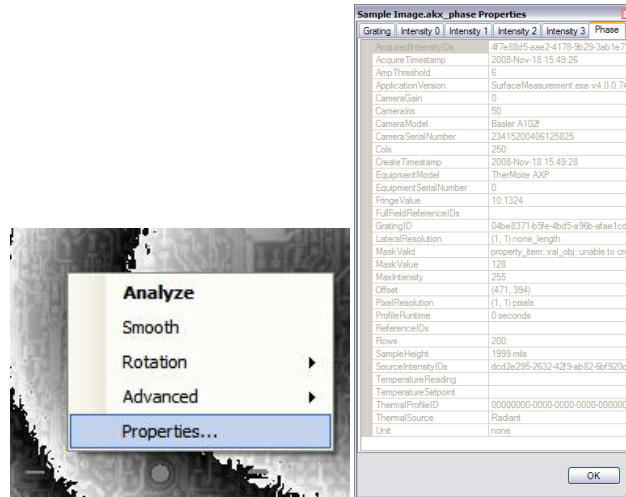 Analyze
Smooth
Rotation
Advanced
Properties...
Sample Image.akx_phase Properties
Grating Intensity 0 Intensity 1 Intensity 2 Intensity 3 Phase
AcquiredIntensityIDs 4f7e88d5-aae2-4178-9b29-3ab1e7
AcquireTimestamp 2008-Nov-18 15:49:26
AmpThreshold 6
ApplicationVersion SurfaceMeasurement.exe v4.0.0.74
CameraGain 0
CameraIris 50
CameraModel Basler A102f
CameraSerialNumber 23415200406125825
Cols 250
CreateTimestamp 2008-Nov-18 15:49:28
EquipmentModel TherMoire AXP
EquipmentSerialNumber 0
FringeValue 10.1324
FullFieldReferenceIDs
GratingID 04be8371-b5fe-4bd5-a96b-afae1cd
LateralResolution (1, 1) none_length
MaskValid property_item::val_obj: unable to cre
MaskValue 128
MaxIntensity 255
Offset (471, 394)
PixelResolution (1, 1) pixels
ProfileRuntime 0 seconds
ReferenceIDs
Rows 200
SampleHeight 1999 mils
SourceIntensityIDs dcd2e295-2632-42f9-ab82-6bf920c
TemperatureReading
TemperatureSetpoint
ThermalProfileID 00000000-0000-0000-0000-000000
ThermalSource Radiant
Unit none
OK